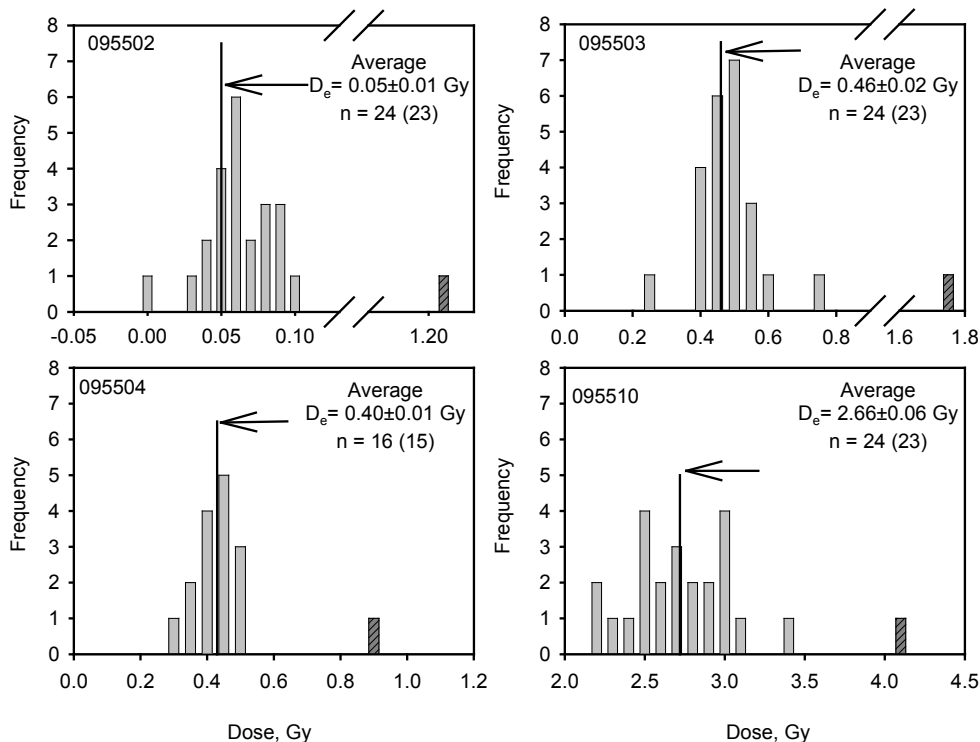 095502
Average
De= 0.05±0.01 Gy
n = 24 (23)
Frequency
8
7
6
5
4
3
2
1
0
-0.05 0.00 0.05 0.10 1.20
095503
Average
De= 0.46±0.02 Gy
n = 24 (23)
Frequency
8
7
6
5
4
3
2
1
0
0.0 0.2 0.4 0.6 0.8 1.6 1.8
095504
Average
De= 0.40±0.01 Gy
n = 16 (15)
Frequency
8
7
6
5
4
3
2
1
0
0.0 0.2 0.4 0.6 0.8 1.0 1.2
Dose, Gy
095510
Average
De= 2.66±0.06 Gy
n = 24 (23)
Frequency
8
7
6
5
4
3
2
1
0
2.0 2.5 3.0 3.5 4.0 4.5
Dose, Gy